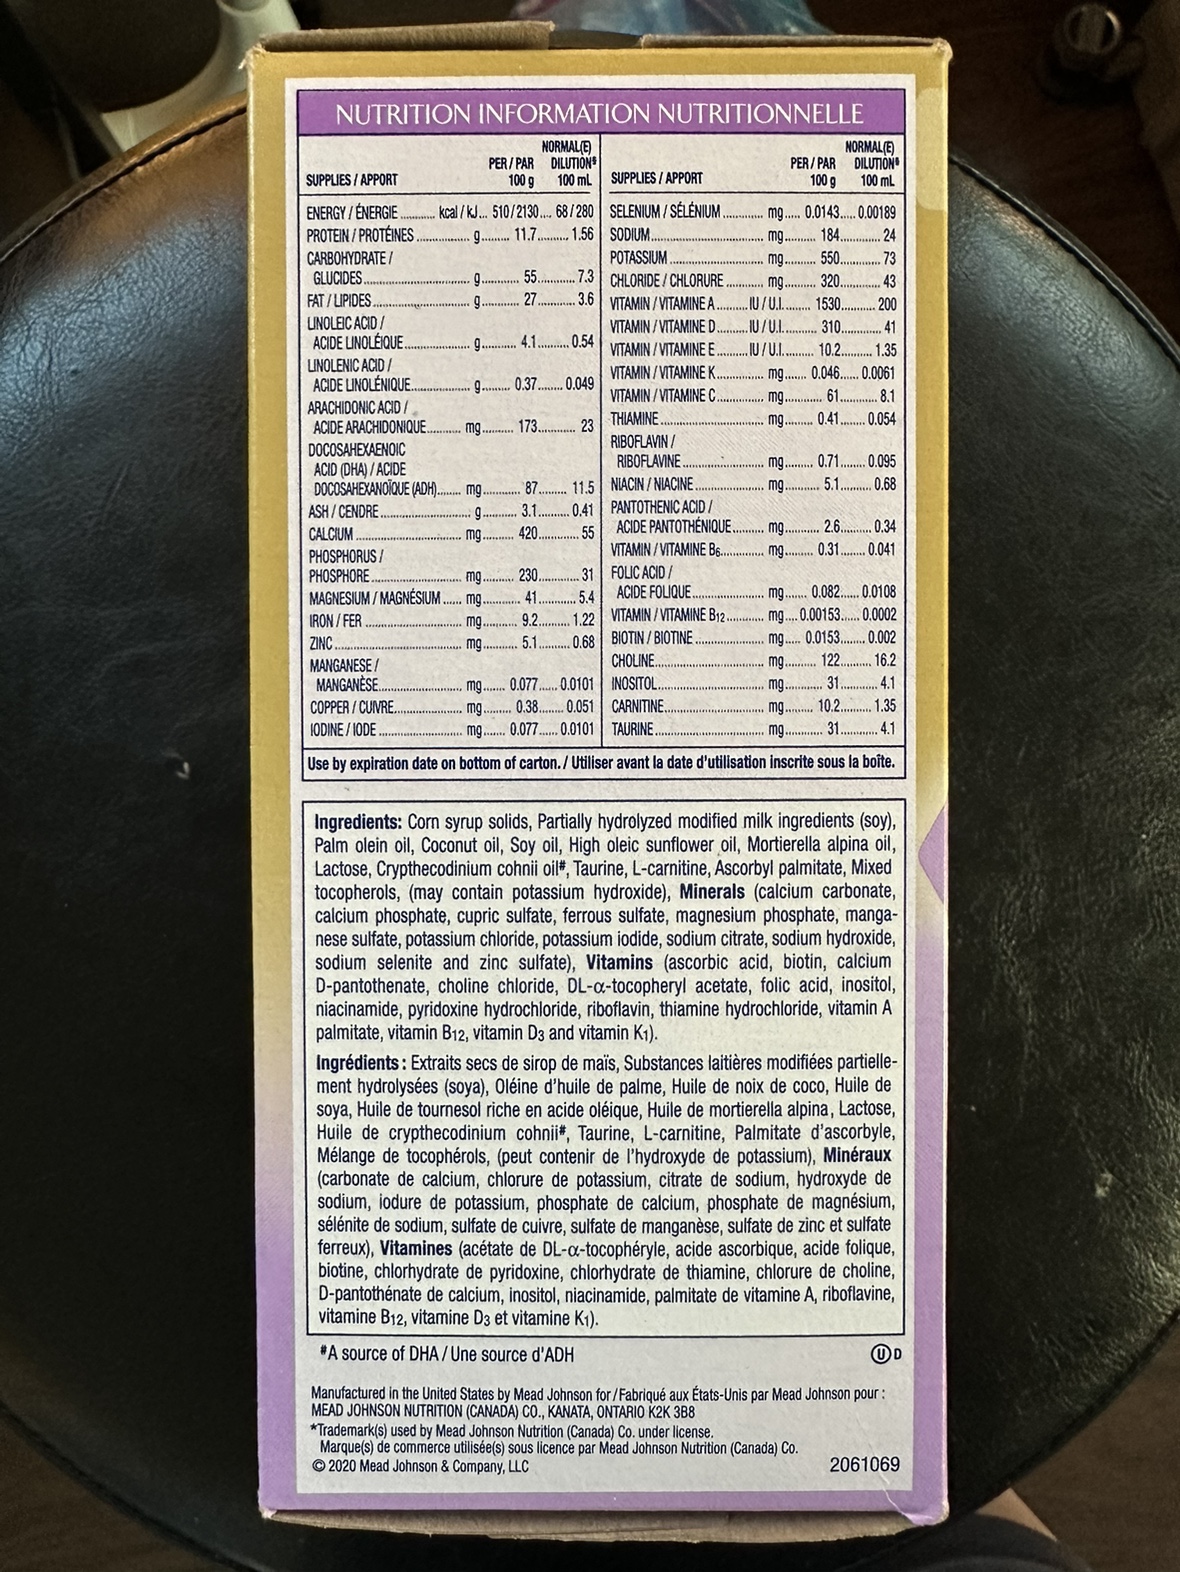 NUTRITION INFORMATION NUTRITIONNELLE
SUPPLIES / APPORT PER / PAR 100 g NORMAL(E) DILUTION§ 100 mL
ENERGY / ÉNERGIE ........... kcal / kJ... 510 / 2130.... 68 / 280
PROTEIN / PROTÉINES .................. g......... 11.7.......... 1.56
CARBOHYDRATE /
GLUCIDES................................. g............ 55............ 7.3
FAT / LIPIDES............................... g............ 27............ 3.6
LINOLEIC ACID /
ACIDE LINOLÉIQUE..................... g.......... 4.1.......... 0.54
LINOLENIC ACID /
ACIDE LINOLÉNIQUE................... g........ 0.37........ 0.049
ARACHIDONIC ACID /
ACIDE ARACHIDONIQUE........... mg.......... 173............ 23
DOCOSAHEXAENOIC
ACID (DHA) / ACIDE
DOCOSAHEXANOÏQUE (ADH)....... mg............ 87......... 11.5
ASH / CENDRE.............................. g........... 3.1.......... 0.41
CALCIUM .................................. mg.......... 420............. 55
PHOSPHORUS /
PHOSPHORE.............................. mg.......... 230............. 31
MAGNESIUM / MAGNÉSIUM ...... mg............ 41............ 5.4
IRON / FER ................................ mg........... 9.2.......... 1.22
ZINC......................................... mg........... 5.1.......... 0.68
MANGANESE /
MANGANÈSE........................... mg....... 0.077...... 0.0101
COPPER / CUIVRE....................... mg......... 0.38........ 0.051
IODINE / IODE ........................... mg....... 0.077...... 0.0101
SUPPLIES / APPORT PER / PAR 100 g NORMAL(E) DILUTION§ 100 mL
SELENIUM / SÉLÉNIUM ............. mg..... 0.0143..... 0.00189
SODIUM.................................... mg.......... 184............. 24
POTASSIUM .............................. mg.......... 550............. 73
CHLORIDE / CHLORURE............. mg.......... 320............. 43
VITAMIN / VITAMINE A ........ IU / U.I.......... 1530........... 200
VITAMIN / VITAMINE D......... IU / U.I........... 310............. 41
VITAMIN / VITAMINE E......... IU / U.I.......... 10.2.......... 1.35
VITAMIN / VITAMINE K............... mg....... 0.046...... 0.0061
VITAMIN / VITAMINE C............... mg............ 61............ 8.1
THIAMINE................................. mg......... 0.41........ 0.054
RIBOFLAVIN /
RIBOFLAVINE......................... mg......... 0.71........ 0.095
NIACIN / NIACINE...................... mg........... 5.1.......... 0.68
PANTOTHENIC ACID /
ACIDE PANTOTHÉNIQUE.......... mg........... 2.6.......... 0.34
VITAMIN / VITAMINE B6.............. mg......... 0.31........ 0.041
FOLIC ACID /
ACIDE FOLIQUE...................... mg....... 0.082...... 0.0108
VITAMIN / VITAMINE B12............. mg.... 0.00153...... 0.0002
BIOTIN / BIOTINE ...................... mg..... 0.0153....... 0.002
CHOLINE................................... mg.......... 122.......... 16.2
INOSITOL.................................. mg............ 31............ 4.1
CARNITINE................................ mg......... 10.2.......... 1.35
TAURINE................................... mg............ 31............ 4.1
Use by expiration date on bottom of carton. / Utiliser avant la date d'utilisation inscrite sous la boîte.
Ingredients: Corn syrup solids, Partially hydrolyzed modified milk ingredients (soy),
Palm olein oil, Coconut oil, Soy oil, High oleic sunflower oil, Mortierella alpina oil,
Lactose, Crypthecodinium cohnii oil#, Taurine, L-carnitine, Ascorbyl palmitate, Mixed
tocopherols, (may contain potassium hydroxide), Minerals (calcium carbonate,
calcium phosphate, cupric sulfate, ferrous sulfate, magnesium phosphate, manga-
nese sulfate, potassium chloride, potassium iodide, sodium citrate, sodium hydroxide,
sodium selenite and zinc sulfate), Vitamins (ascorbic acid, biotin, calcium
D-pantothenate, choline chloride, DL-α-tocopheryl acetate, folic acid, inositol,
niacinamide, pyridoxine hydrochloride, riboflavin, thiamine hydrochloride, vitamin A
palmitate, vitamin B12, vitamin D3 and vitamin K1).
Ingrédients : Extraits secs de sirop de maïs, Substances laitières modifiées partielle-
ment hydrolysées (soya), Oléine d'huile de palme, Huile de noix de coco, Huile de
soya, Huile de tournesol riche en acide oléique, Huile de mortierella alpina, Lactose,
Huile de crypthecodinium cohnii#, Taurine, L-carnitine, Palmitate d'ascorbyle,
Mélange de tocophérols, (peut contenir de l'hydroxyde de potassium), Minéraux
(carbonate de calcium, chlorure de potassium, citrate de sodium, hydroxyde de
sodium, iodure de potassium, phosphate de calcium, phosphate de magnésium,
sélénite de sodium, sulfate de cuivre, sulfate de manganèse, sulfate de zinc et sulfate
ferreux), Vitamines (acétate de DL-α-tocophéryle, acide ascorbique, acide folique,
biotine, chlorhydrate de pyridoxine, chlorhydrate de thiamine, chlorure de choline,
D-pantothénate de calcium, inositol, niacinamide, palmitate de vitamine A, riboflavine,
vitamine B12, vitamine D3 et vitamine K1).
#A source of DHA / Une source d'ADH
U D
Manufactured in the United States by Mead Johnson for / Fabriqué aux États-Unis par Mead Johnson pour :
MEAD JOHNSON NUTRITION (CANADA) CO., KANATA, ONTARIO K2K 3B8
*Trademark(s) used by Mead Johnson Nutrition (Canada) Co. under license.
Marque(s) de commerce utilisée(s) sous licence par Mead Johnson Nutrition (Canada) Co.
© 2020 Mead Johnson & Company, LLC
2061069